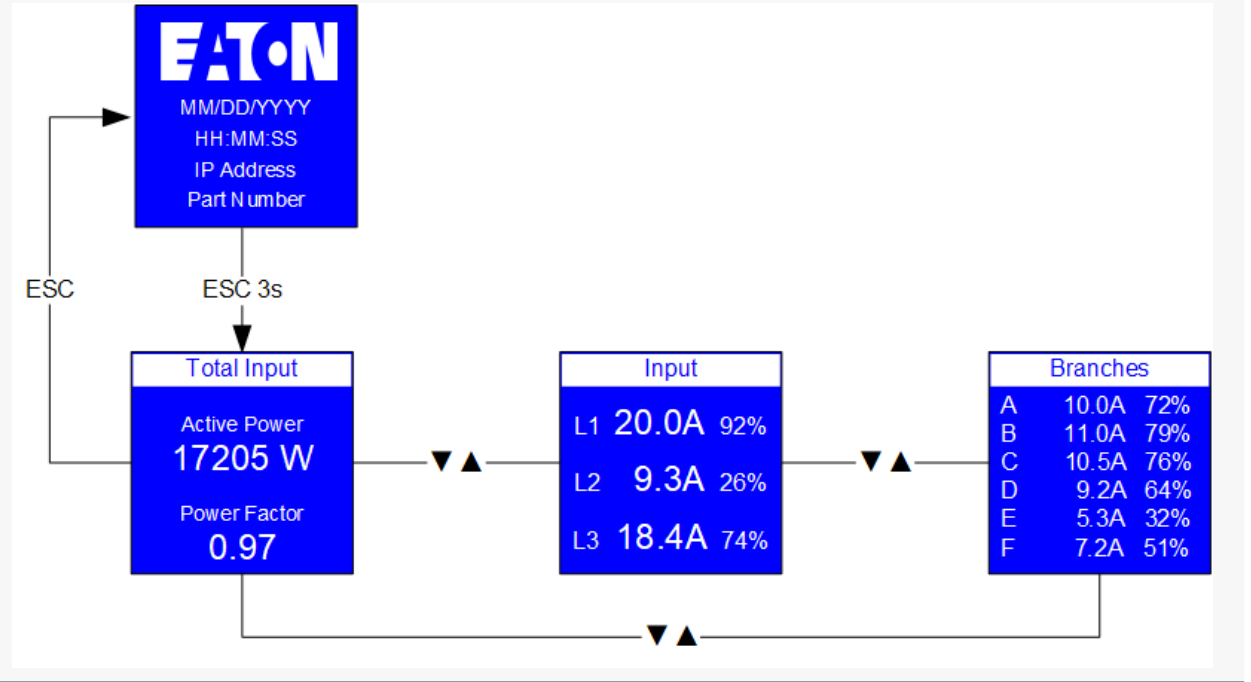 EATON
MM/DD/YYYY
HH:MM:SS
IP Address
Part Number
ESC
ESC 3s
Total Input
Active Power
17205 W
Power Factor
0.97
▼▲
Input
L1 20.0A 92%
L2 9.3A 26%
L3 18.4A 74%
▼▲
Branches
A 10.0A 72%
B 11.0A 79%
C 10.5A 76%
D 9.2A 64%
E 5.3A 32%
F 7.2A 51%
▼▲